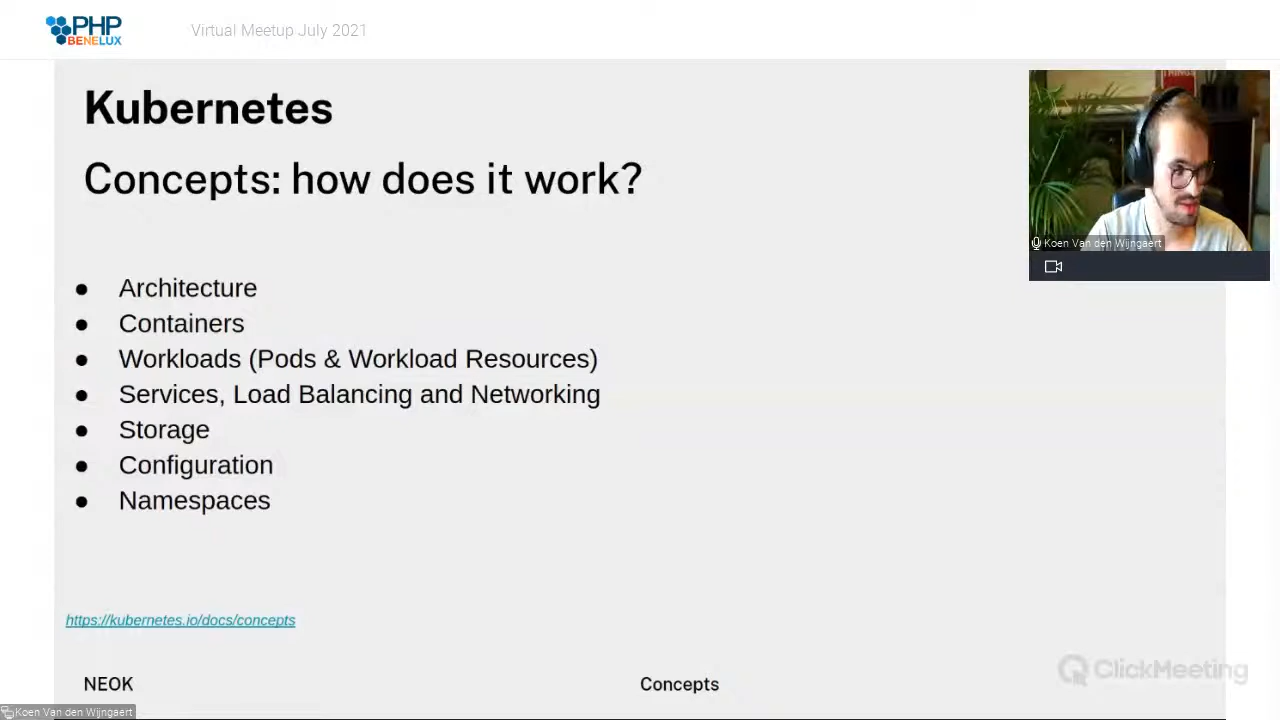 PHP
BENELUX
Virtual Meetup July 2021
Kubernetes
Concepts: how does it work?
THINGS
Koen Van den Wijngaert
● Architecture
● Containers
● Workloads (Pods & Workload Resources)
● Services, Load Balancing and Networking
● Storage
● Configuration
● Namespaces
https://kubernetes.io/docs/concepts
NEOK
Concepts
ClickMeeting
Koen Van den Wijngaert